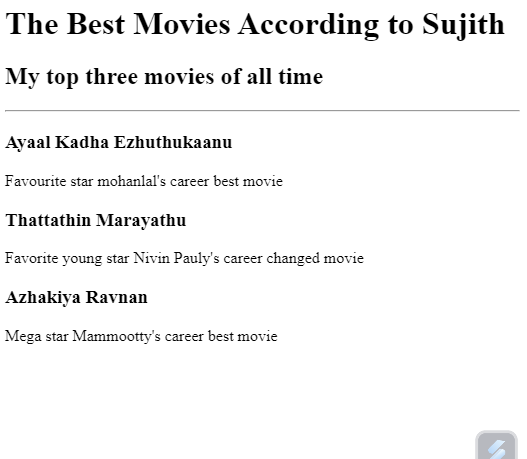 The Best Movies According to Sujith
My top three movies of all time
Ayaal Kadha Ezhuthukaanu
Favourite star mohanlal's career best movie
Thattathin Marayathu
Favorite young star Nivin Pauly's career changed movie
Azhakiya Ravnan
Mega star Mammootty's career best movie